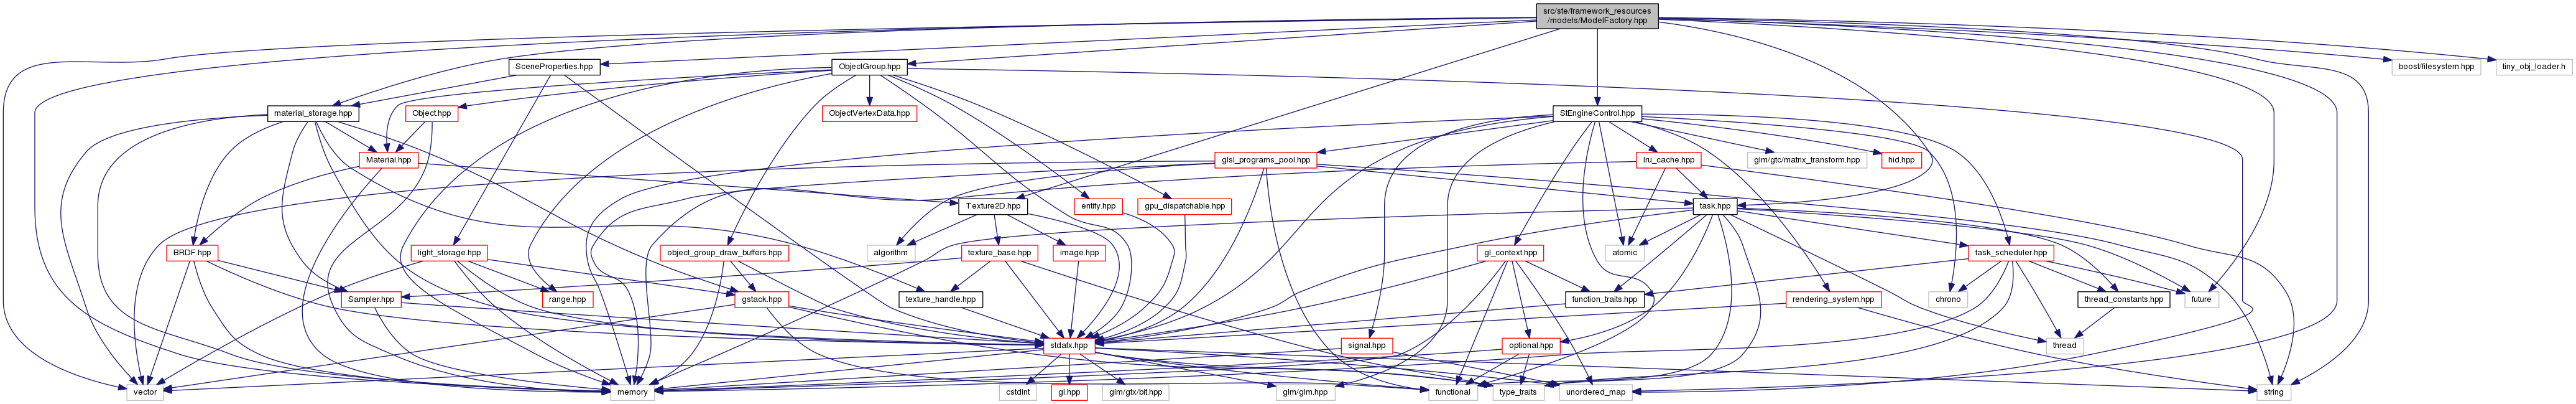 src/ste/framework_resources
/models/ModelFactory.hpp
SceneProperties.hpp
ObjectGroup.hpp
boost/filesystem.hpp
tiny_obj_loader.h
material_storage.hpp
Object.hpp
ObjectVertexData.hpp
StEngineControl.hpp
Material.hpp
glsl_programs_pool.hpp
lru_cache.hpp
glm/gtc/matrix_transform.hpp
hid.hpp
Texture2D.hpp
entity.hpp
gpu_dispatchable.hpp
task.hpp
BRDF.hpp
light_storage.hpp
object_group_draw_buffers.hpp
algorithm
texture_base.hpp
image.hpp
gl_context.hpp
atomic
task_scheduler.hpp
Sampler.hpp
range.hpp
gstack.hpp
texture_handle.hpp
function_traits.hpp
rendering_system.hpp
chrono
thread_constants.hpp
future
stdafx.hpp
signal.hpp
optional.hpp
thread
vector
memory
cstdint
gl.hpp
glm/gtx/bit.hpp
glm/glm.hpp
functional
type_traits
unordered_map
string